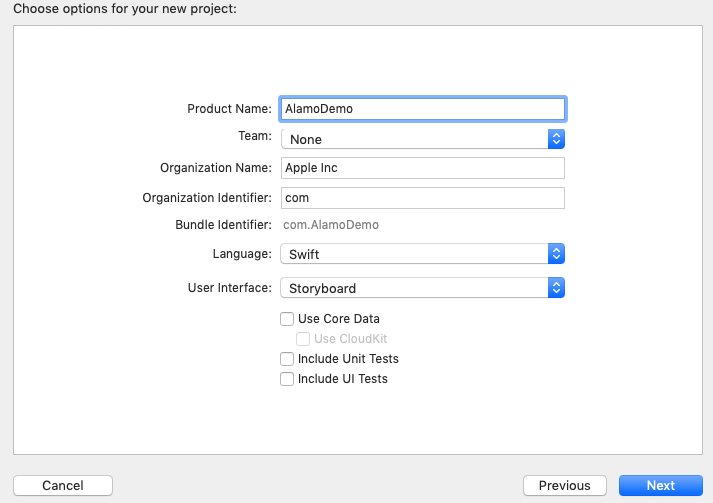 Choose options for your new project:
Product Name: AlamoDemo
Team: None
Organization Name: Apple Inc
Organization Identifier: com
Bundle Identifier: com.AlamoDemo
Language: Swift
User Interface: Storyboard
Use Core Data
Use CloudKit
Include Unit Tests
Include UI Tests
Cancel Previous Next